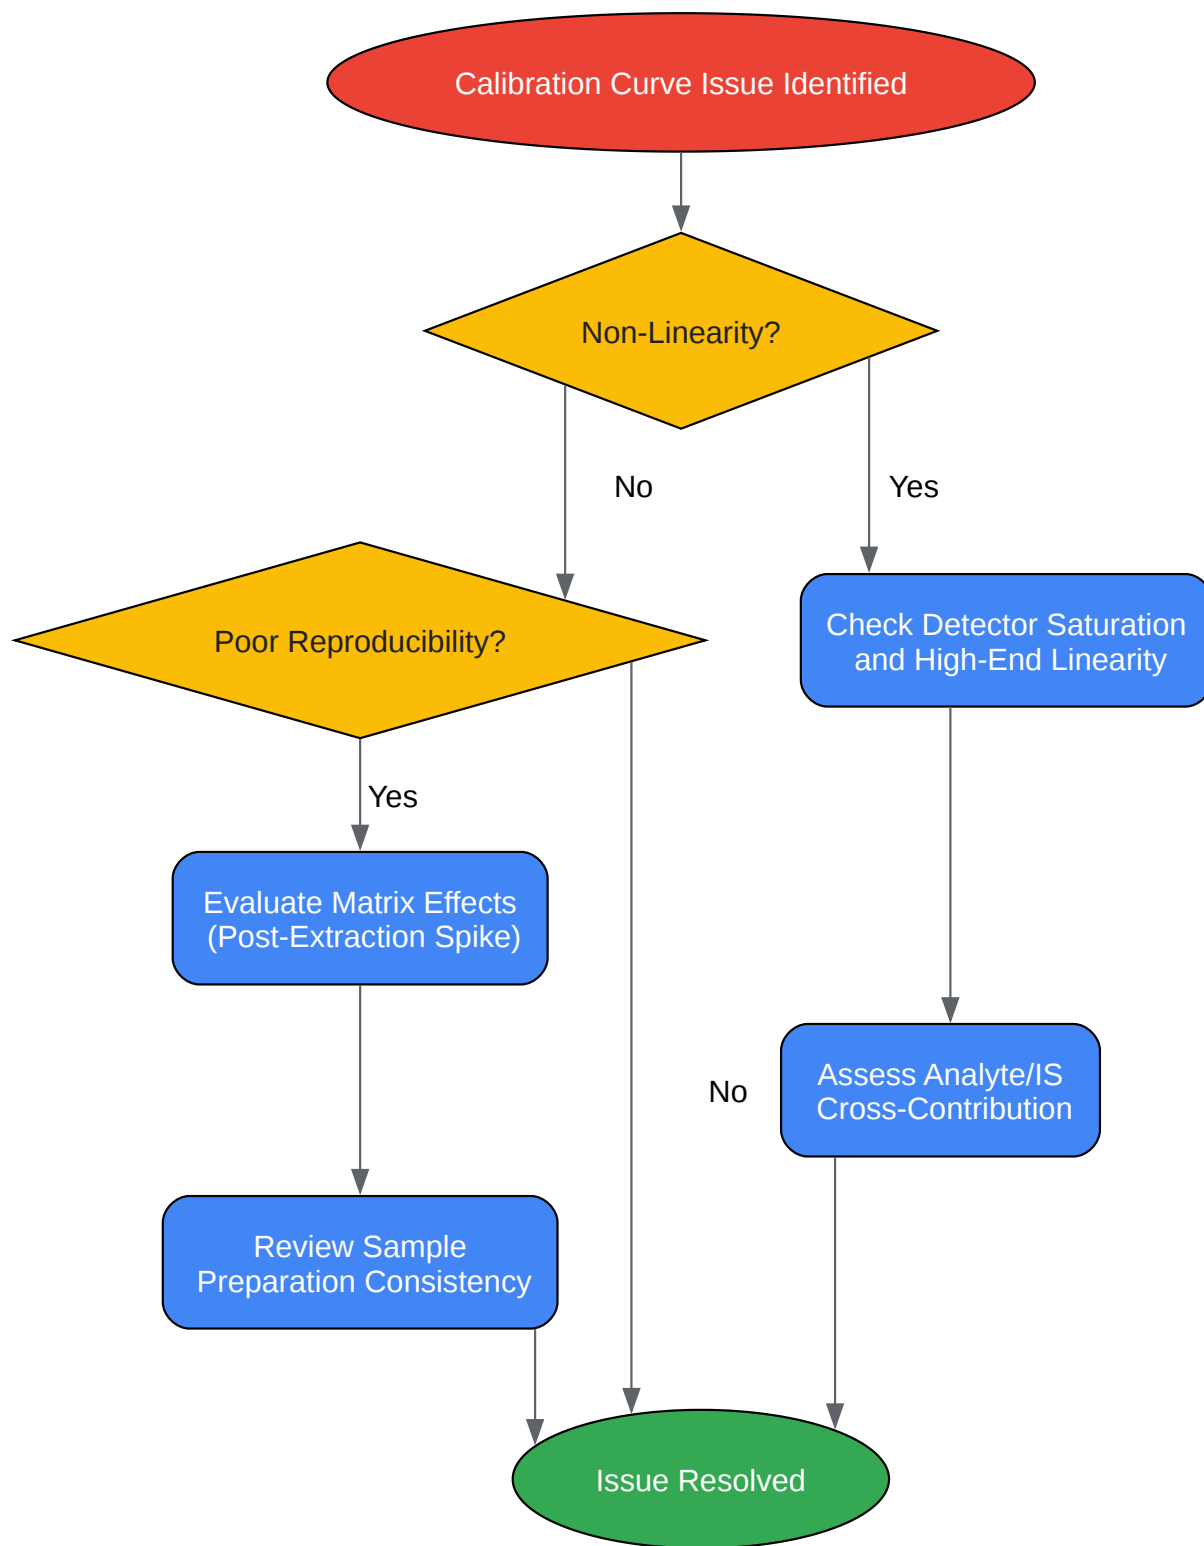 Calibration Curve Issue Identified
Non-Linearity?
No
Yes
Poor Reproducibility?
Check Detector Saturation
and High-End Linearity
Yes
Evaluate Matrix Effects
(Post-Extraction Spike)
No
Assess Analyte/IS
Cross-Contribution
Review Sample
Preparation Consistency
Issue Resolved